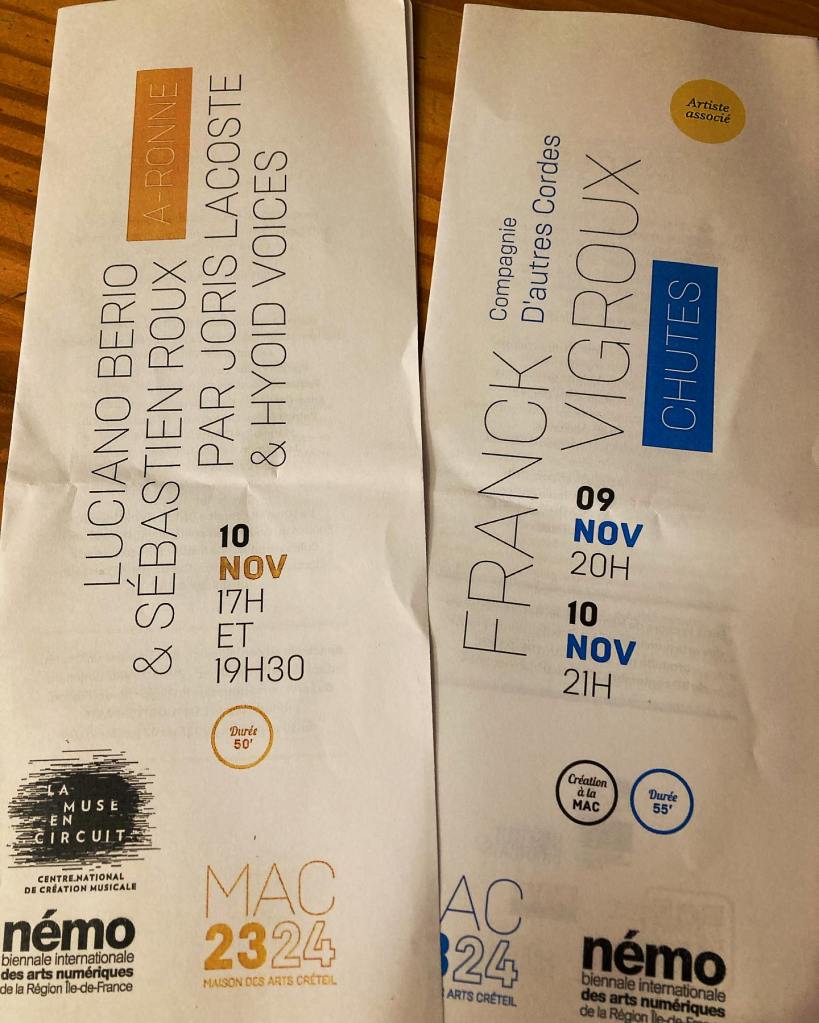 A-RONNE
LUCIANO BERIO
& SÉBASTIEN ROUX
PAR JORIS LACOSTE
& HYOID VOICES
10
NOV
17H
ET
19H30
Durée
50'
LA
MUSE
EN
CIRCUIT
CENTRE NATIONAL
DE CRÉATION MUSICALE
némo
biennale internationale
des arts numériques
de la Région Île-de-France
MAC
2324
MAISON DES ARTS CRÉTEIL
Artiste
associé
Compagnie
D'autres Cordes
FRANCK
VIGROUX
CHUTES
09
NOV
20H
10
NOV
21H
Création
à la
MAC
Durée
55'
AC
24
ARTS CRÉTEIL
némo
biennale internationale
des arts numériques
de la Région Île-de-